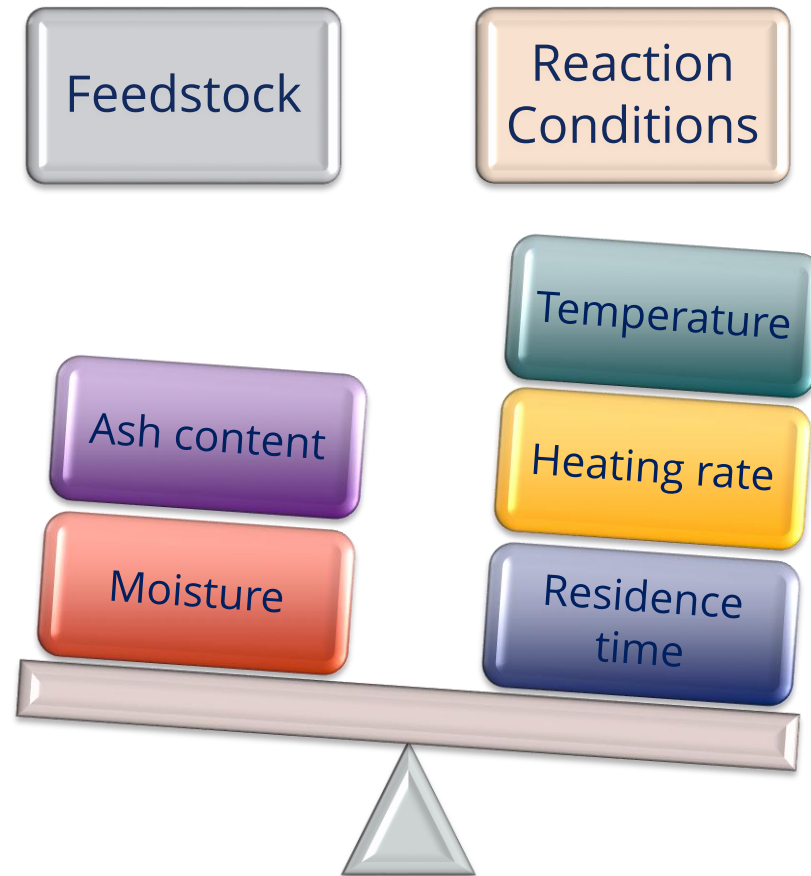 Feedstock
Reaction
Conditions
Temperature
Ash content
Heating rate
Moisture
Residence
time